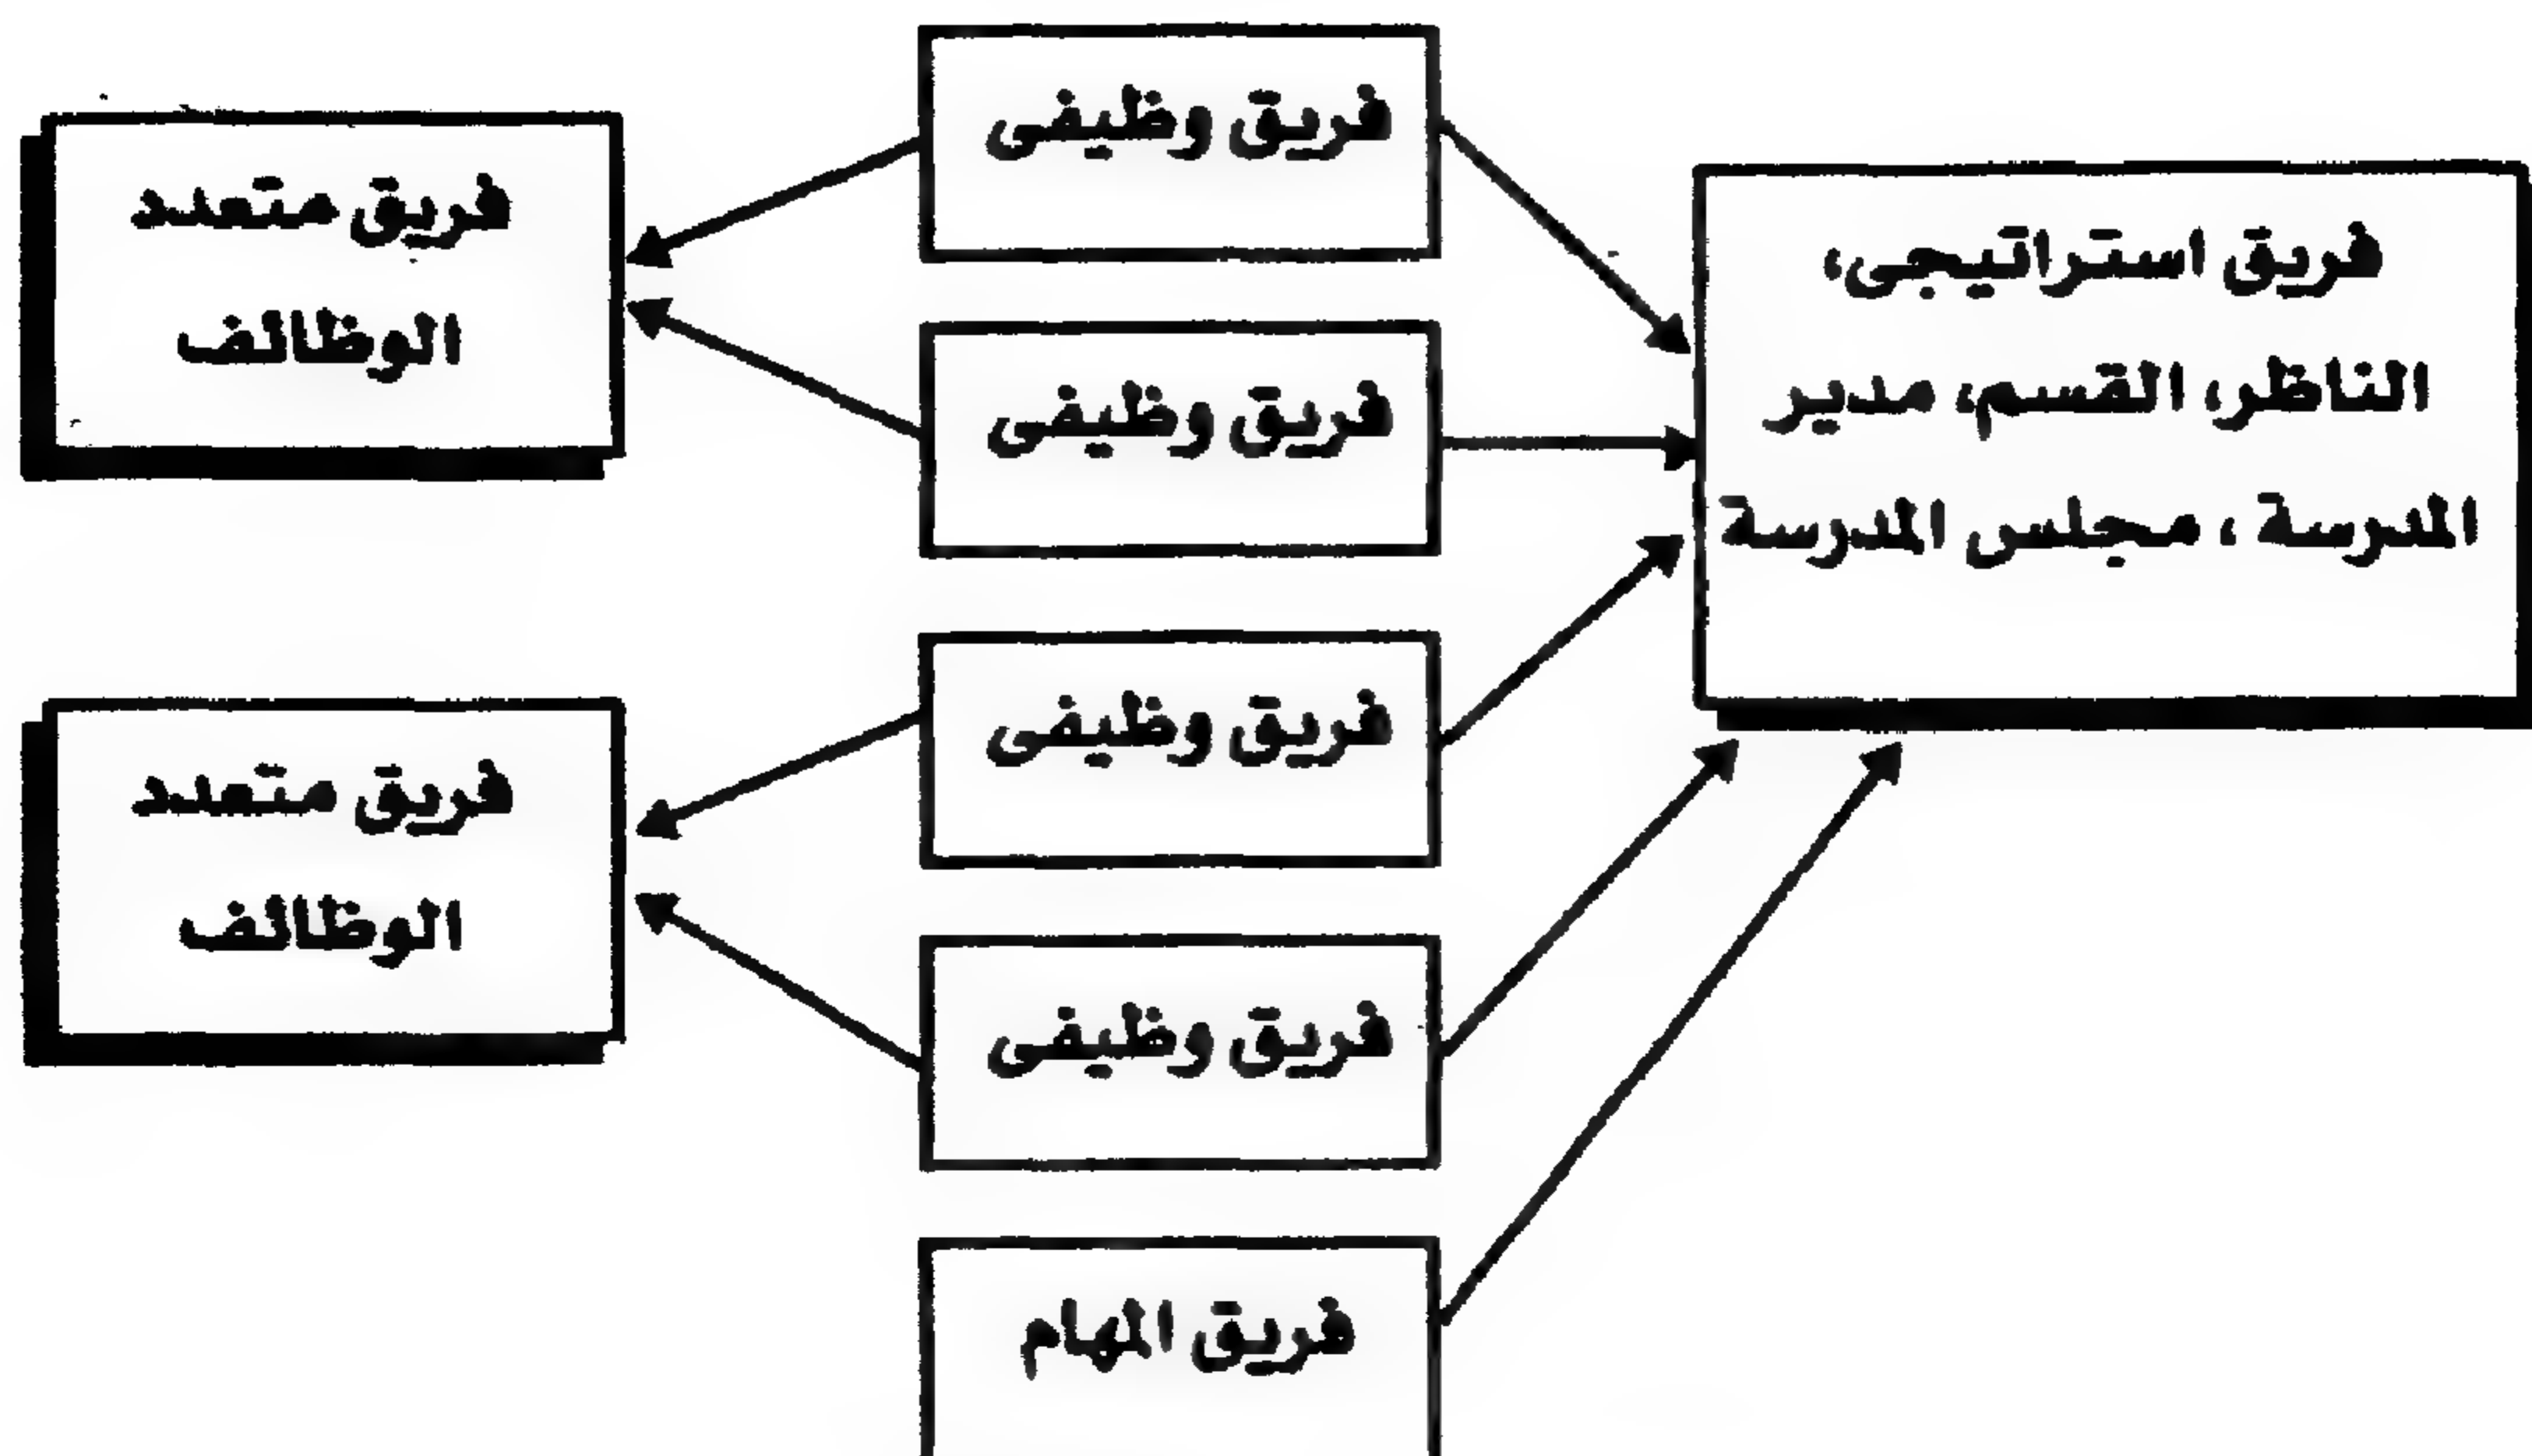 فريق استراتيجى،
الناظر، القسم، مدير
المدرسة ، مجلس المدرسة
فريق وظيفى
فريق وظيفى
فريق وظيفى
فريق وظيفى
فريق المهام
فريق متعدد
الوظائف
فريق متعدد
الوظائف